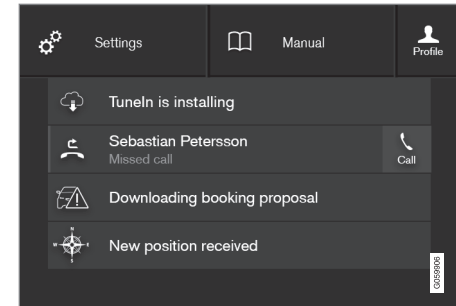 Settings
Manual
Profile
TuneIn is installing
Sebastian Petersson
Missed call
Call
Downloading booking proposal
N
W E
S
New position received
G059906